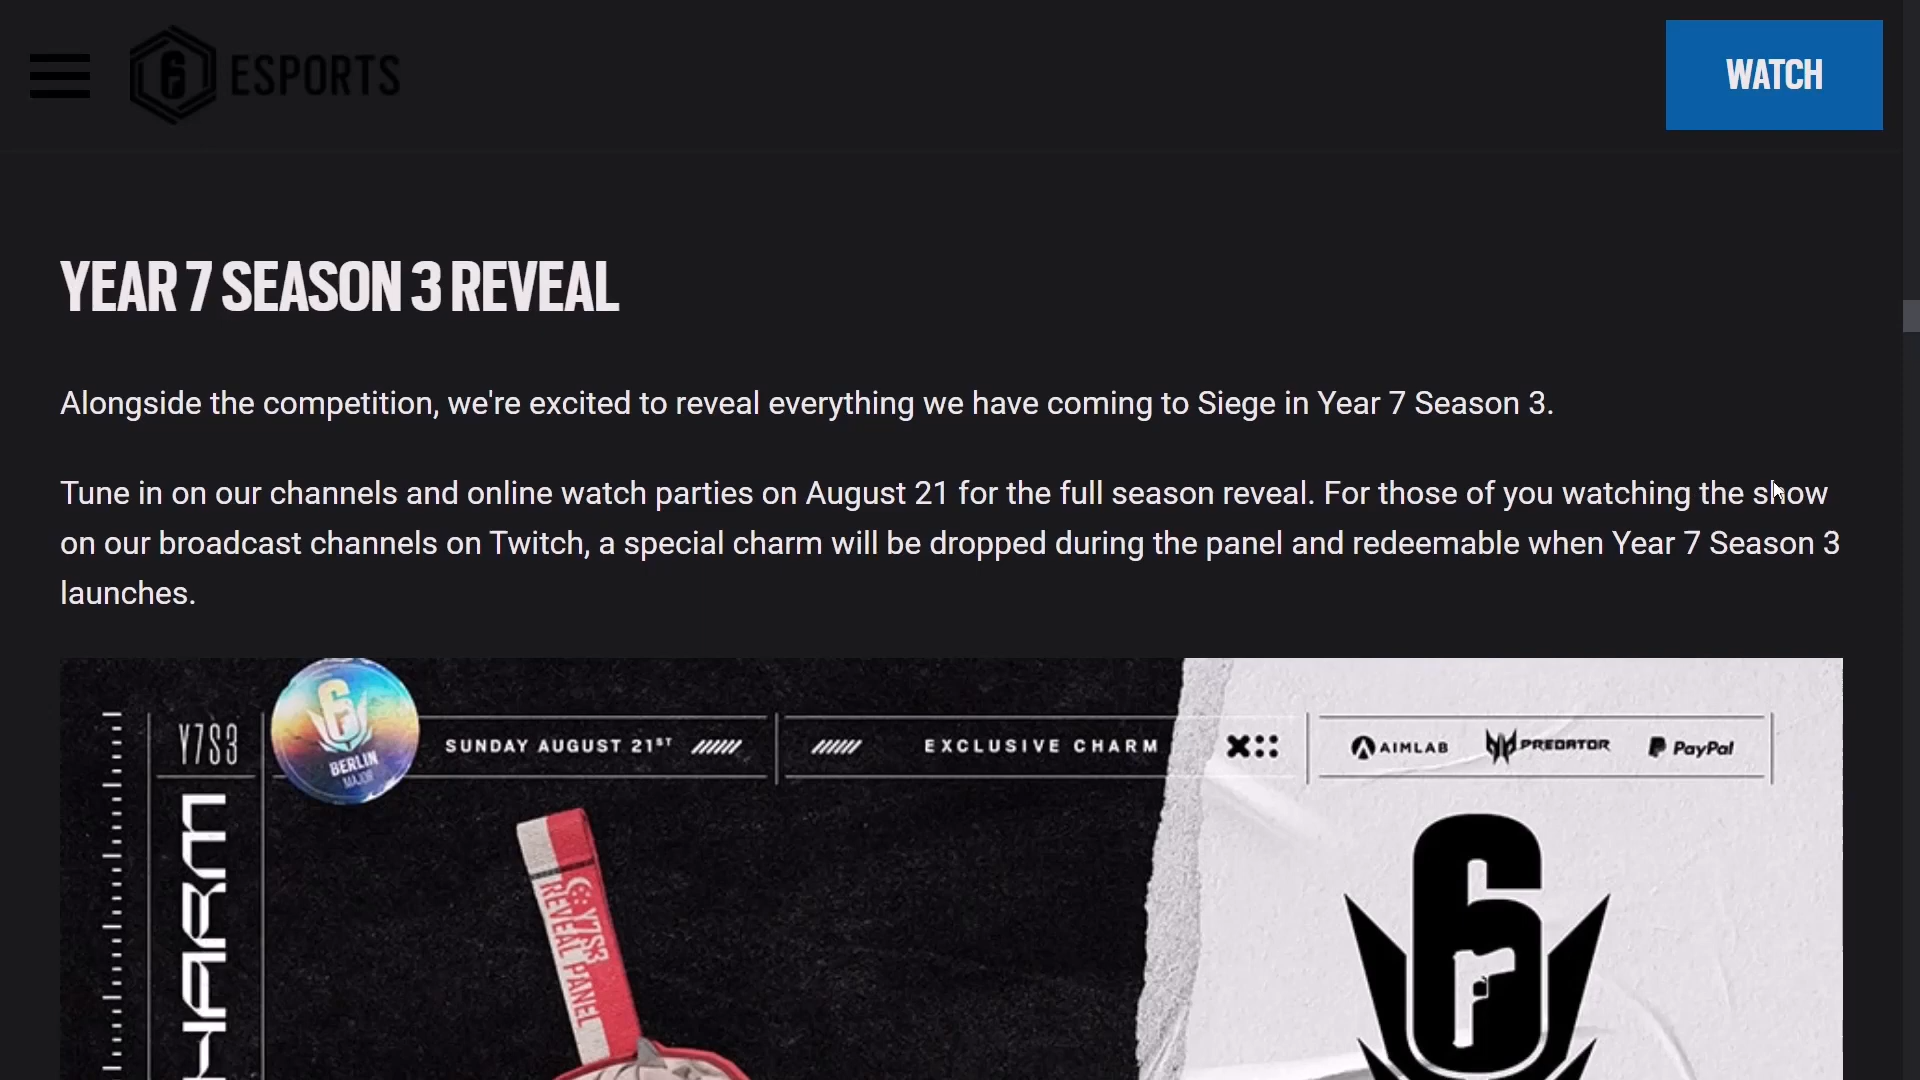 ESPORTS
WATCH
YEAR 7 SEASON 3 REVEAL
Alongside the competition, we're excited to reveal everything we have coming to Siege in Year 7 Season 3.
Tune in on our channels and online watch parties on August 21 for the full season reveal. For those of you watching the show
on our broadcast channels on Twitch, a special charm will be dropped during the panel and redeemable when Year 7 Season 3
launches.
Y7S3
6
BERLIN
MAJOR
SUNDAY AUGUST 21ST
EXCLUSIVE CHARM
AIMLAB
PREDATOR
PayPal
HARM
Y7S3
REVEAL PANEL
6